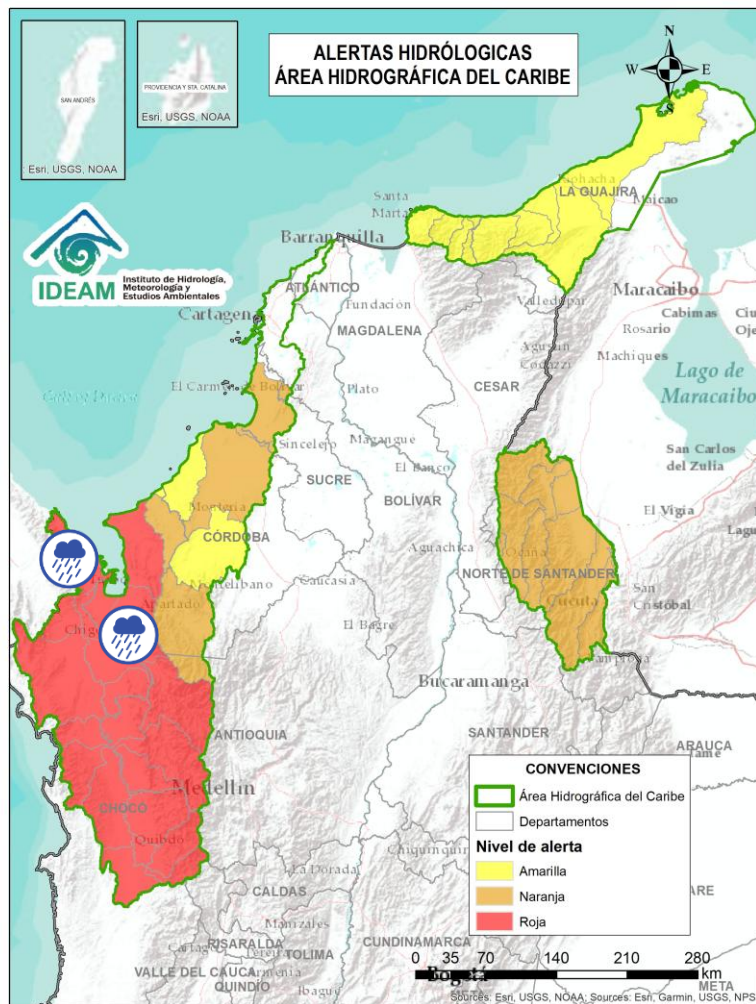 ALERTAS HIDRÓLOGICAS
ÁREA HIDROGRÁFICA DEL CARIBE
N
W
E
S
SAN ANDRÉS
: Esri, USGS, NOAA
PROVIDENCIA Y STA. CATALINA
Esri, USGS, NOAA
IDEAM
Instituto de Hidrología,
Meteorología y
Estudios Ambientales
LA GUAJIRA
Maicao
Santa
Marta
Barranquilla
ATLÁNTICO
Cartagena
Fundación
MAGDALENA
Valledupar
Maracaibo
Cabimas
Rosario
Machiques
Lago de
Maracaibo
Agustín
Codazzi
CESAR
El Carmen de Bolívar
Plato
Sincelejo
Magangue
El Banco
SUCRE
BOLÍVAR
San Carlos
del Zulia
El Vigía
Montería
CÓRDOBA
Aguachica
Ocaña
NORTE DE SANTANDER
Caucasia
Apartado
El Bagre
Cúcuta
San
Cristóbal
Pamplona
Bucaramanga
ANTIOQUIA
SANTANDER
ARAUCA
Medellín
CHOCÓ
Quibdó
La Dorada
CALDAS
Manizales
RISARALDA
TOLIMA
CUNDINAMARCA
VALLE DEL CAUCA
Armenia
QUINDÍO
Ibagué
Bogotá
META
CONVENCIONES
Área Hidrográfica del Caribe
Departamentos
Nivel de alerta
Amarilla
Naranja
Roja
0 35 70 140 210 280
km
Sources: Esri, USGS, NOAA; Sources: Esri, Garmin, USGS, NPS